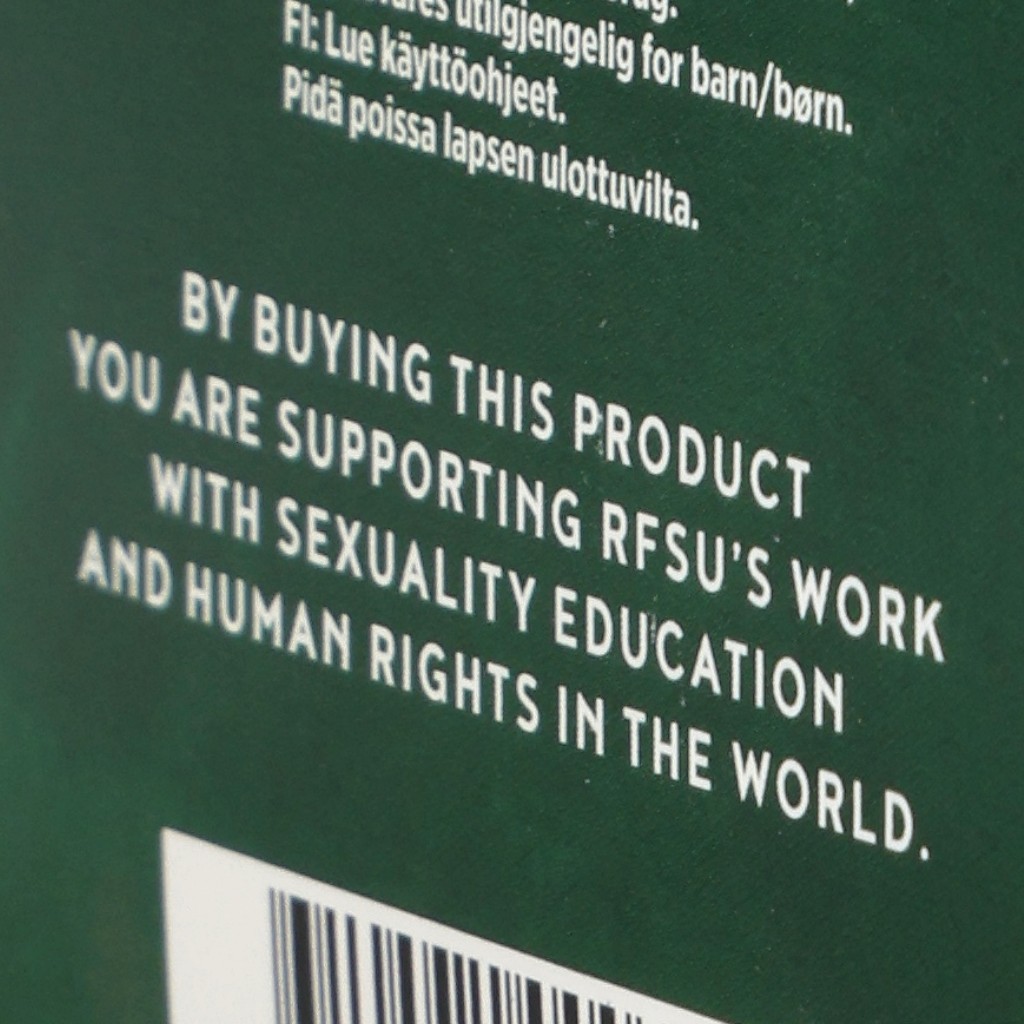 utilgjengelig for barn/børn.
FI: Lue käyttöohjeet.
Pidä poissa lapsen ulottuvilta.
BY BUYING THIS PRODUCT
YOU ARE SUPPORTING RFSU'S WORK
WITH SEXUALITY EDUCATION
AND HUMAN RIGHTS IN THE WORLD.